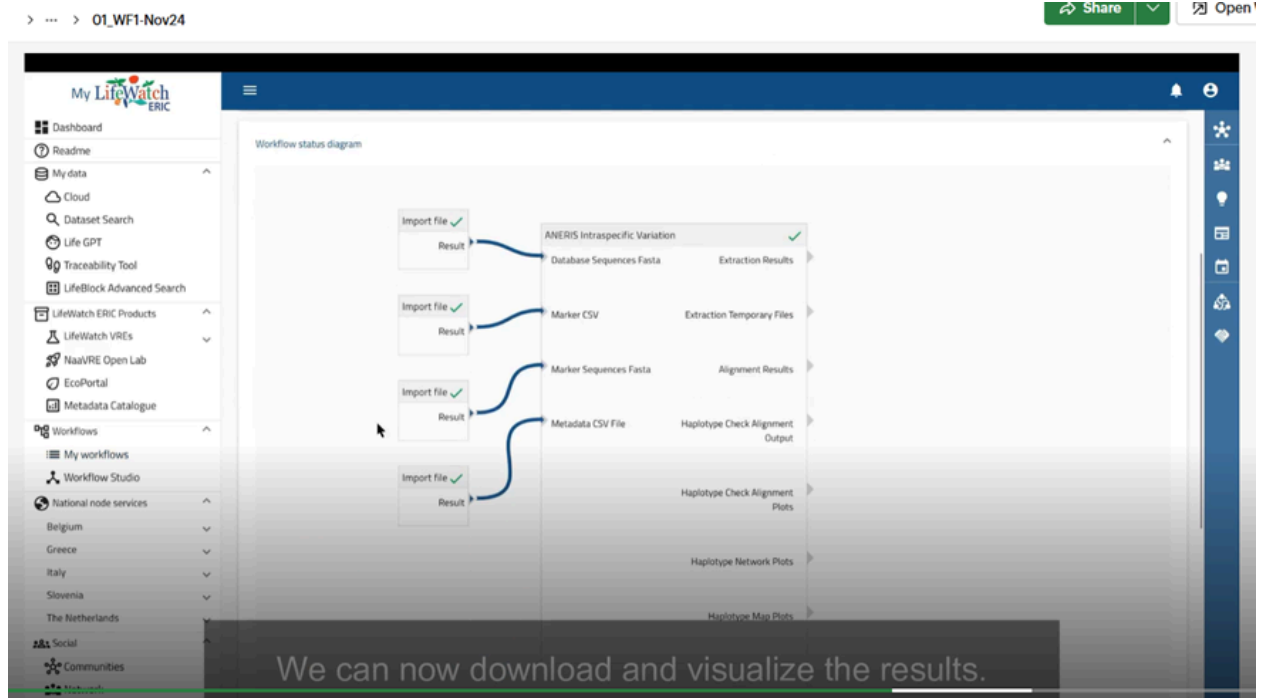 > ... > 01_WF1-Nov24
Share
Open
My LifeWatch
ERIC
Dashboard
Readme
My data
Cloud
Dataset Search
Life GPT
Traceability Tool
LifeBlock Advanced Search
LifeWatch ERIC Products
LifeWatch VREs
NaaVRE Open Lab
EcoPortal
Metadata Catalogue
Workflows
My workflows
Workflow Studio
National node services
Belgium
Greece
Italy
Slovenia
The Netherlands
Social
Communities
Network
Workflow status diagram
Import file
Result
Import file
Result
Import file
Result
Import file
Result
ANERIS Intraspecific Variation
Database Sequences Fasta
Extraction Results
Marker CSV
Extraction Temporary Files
Marker Sequences Fasta
Alignment Results
Metadata CSV File
Haplotype Check Alignment
Output
Haplotype Check Alignment
Plots
Haplotype Network Plots
Haplotype Map Plots
We can now download and visualize the results.